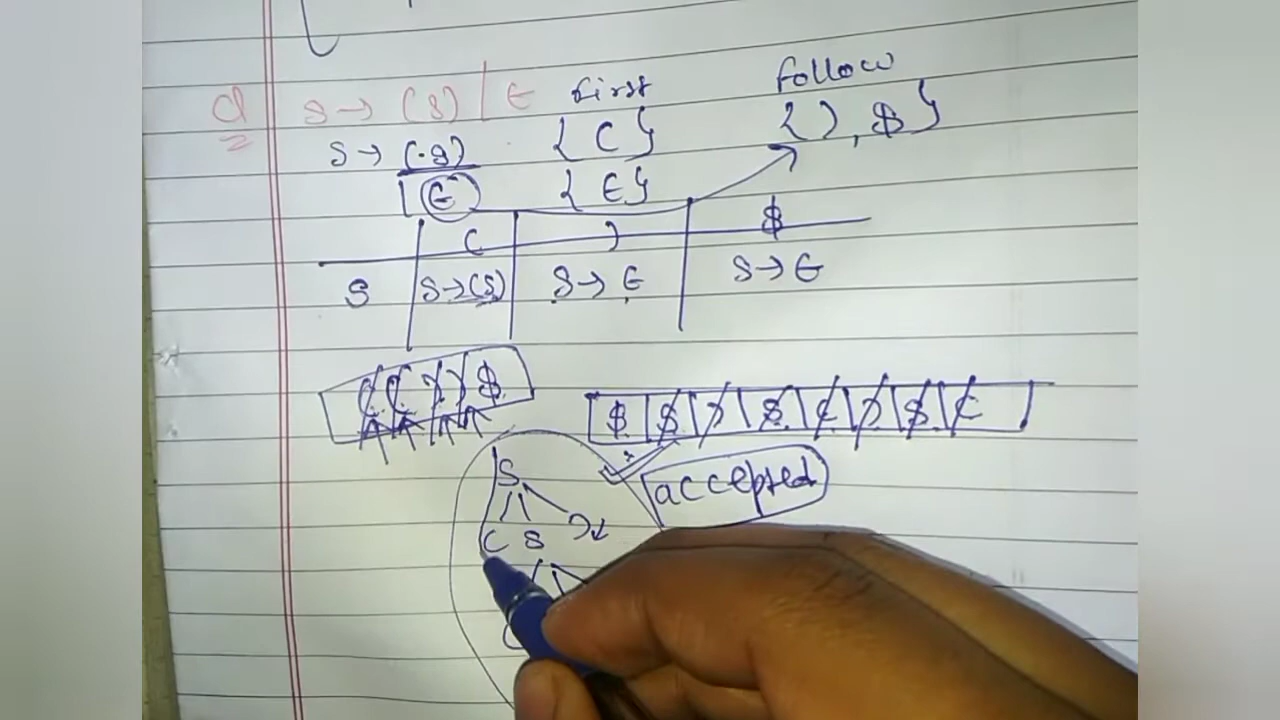 Q S → (S) / ϵ First Follow
S → (·S) { ( } { ) , $ }
| ϵ { ϵ }
( ) $
S S→(S) S → ϵ S → ϵ
( ( ) ) $ $ S ) S ( ) S (
S accepted
( S )
(